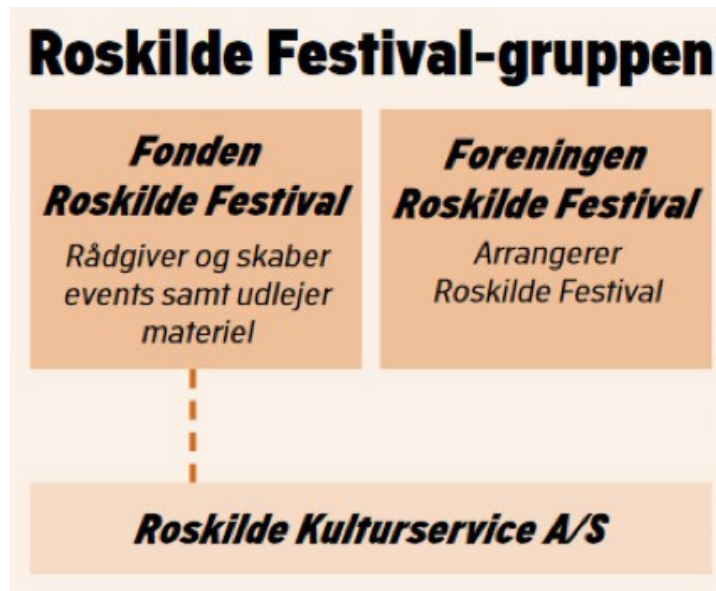 Roskilde Festival-gruppen
Fonden
Roskilde Festival
Rådgiver og skaber
events samt udlejer
materiel
Foreningen
Roskilde Festival
Arrangerer
Roskilde Festival
Roskilde Kulturservice A/S